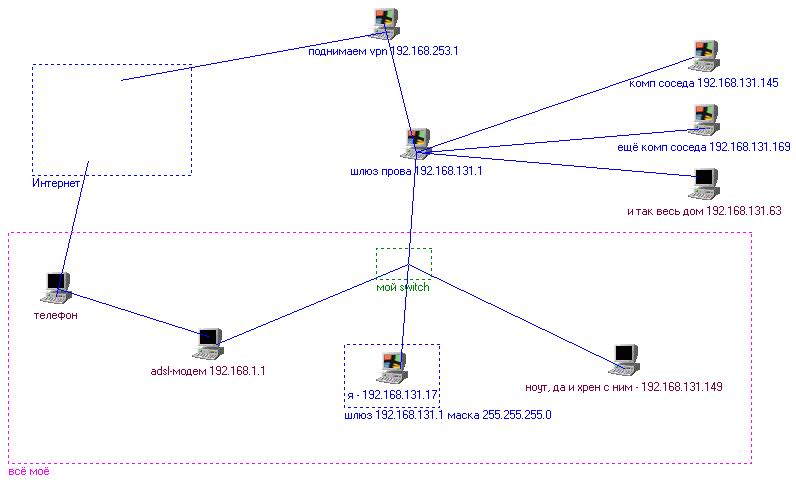 поднимаем vpn 192.168.253.1
комп соседа 192.168.131.145
ещё комп соседа 192.168.131.169
шлюз прова 192.168.131.1
Интернет
и так весь дом 192.168.131.63
мой switch
телефон
adsl-модем 192.168.1.1
я - 192.168.131.17
ноут, да и хрен с ним - 192.168.131.149
шлюз 192.168.131.1 маска 255.255.255.0
всё моё